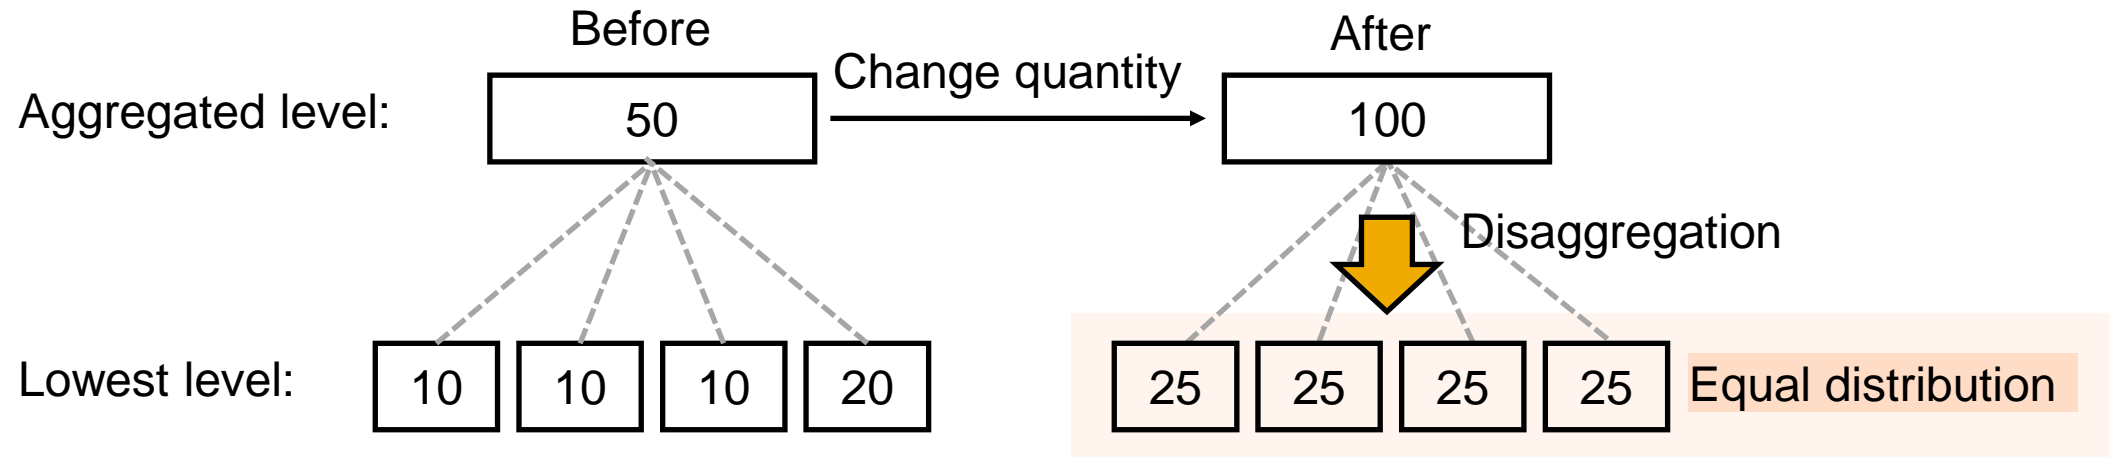 Before
After
Change quantity
Aggregated level:
50
100
Disaggregation
Lowest level:
10 10 10 20
25 25 25 25
Equal distribution